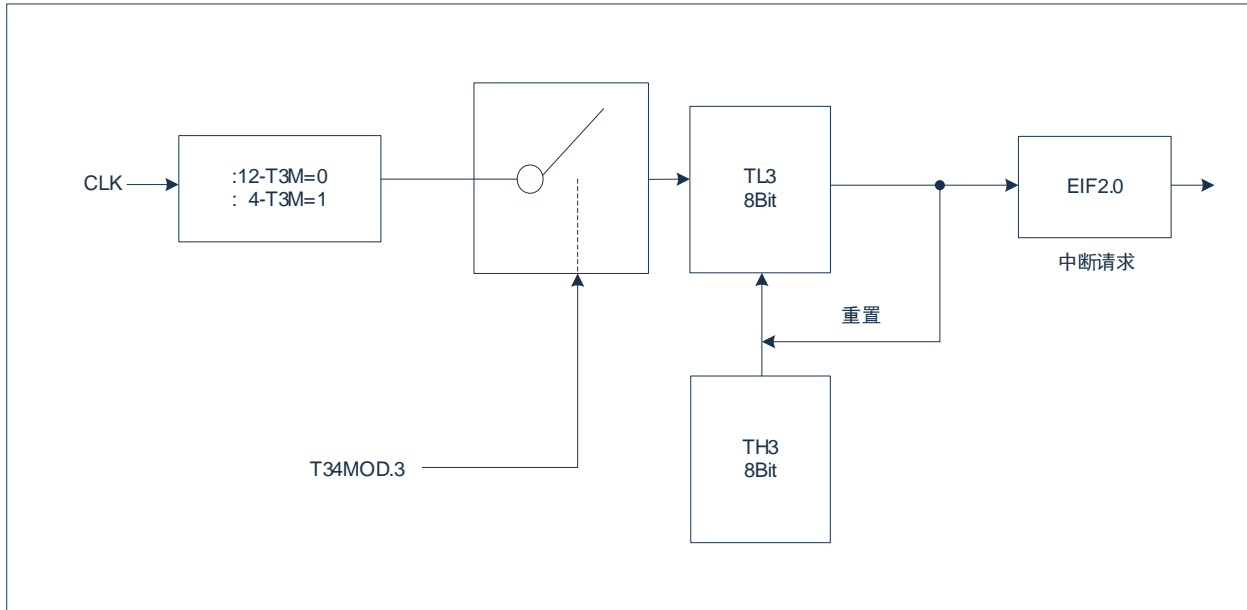 CLK
:12-T3M=0
: 4-T3M=1
TL3
8Bit
EIF2.0
中断请求
重置
TH3
8Bit
T34MOD.3